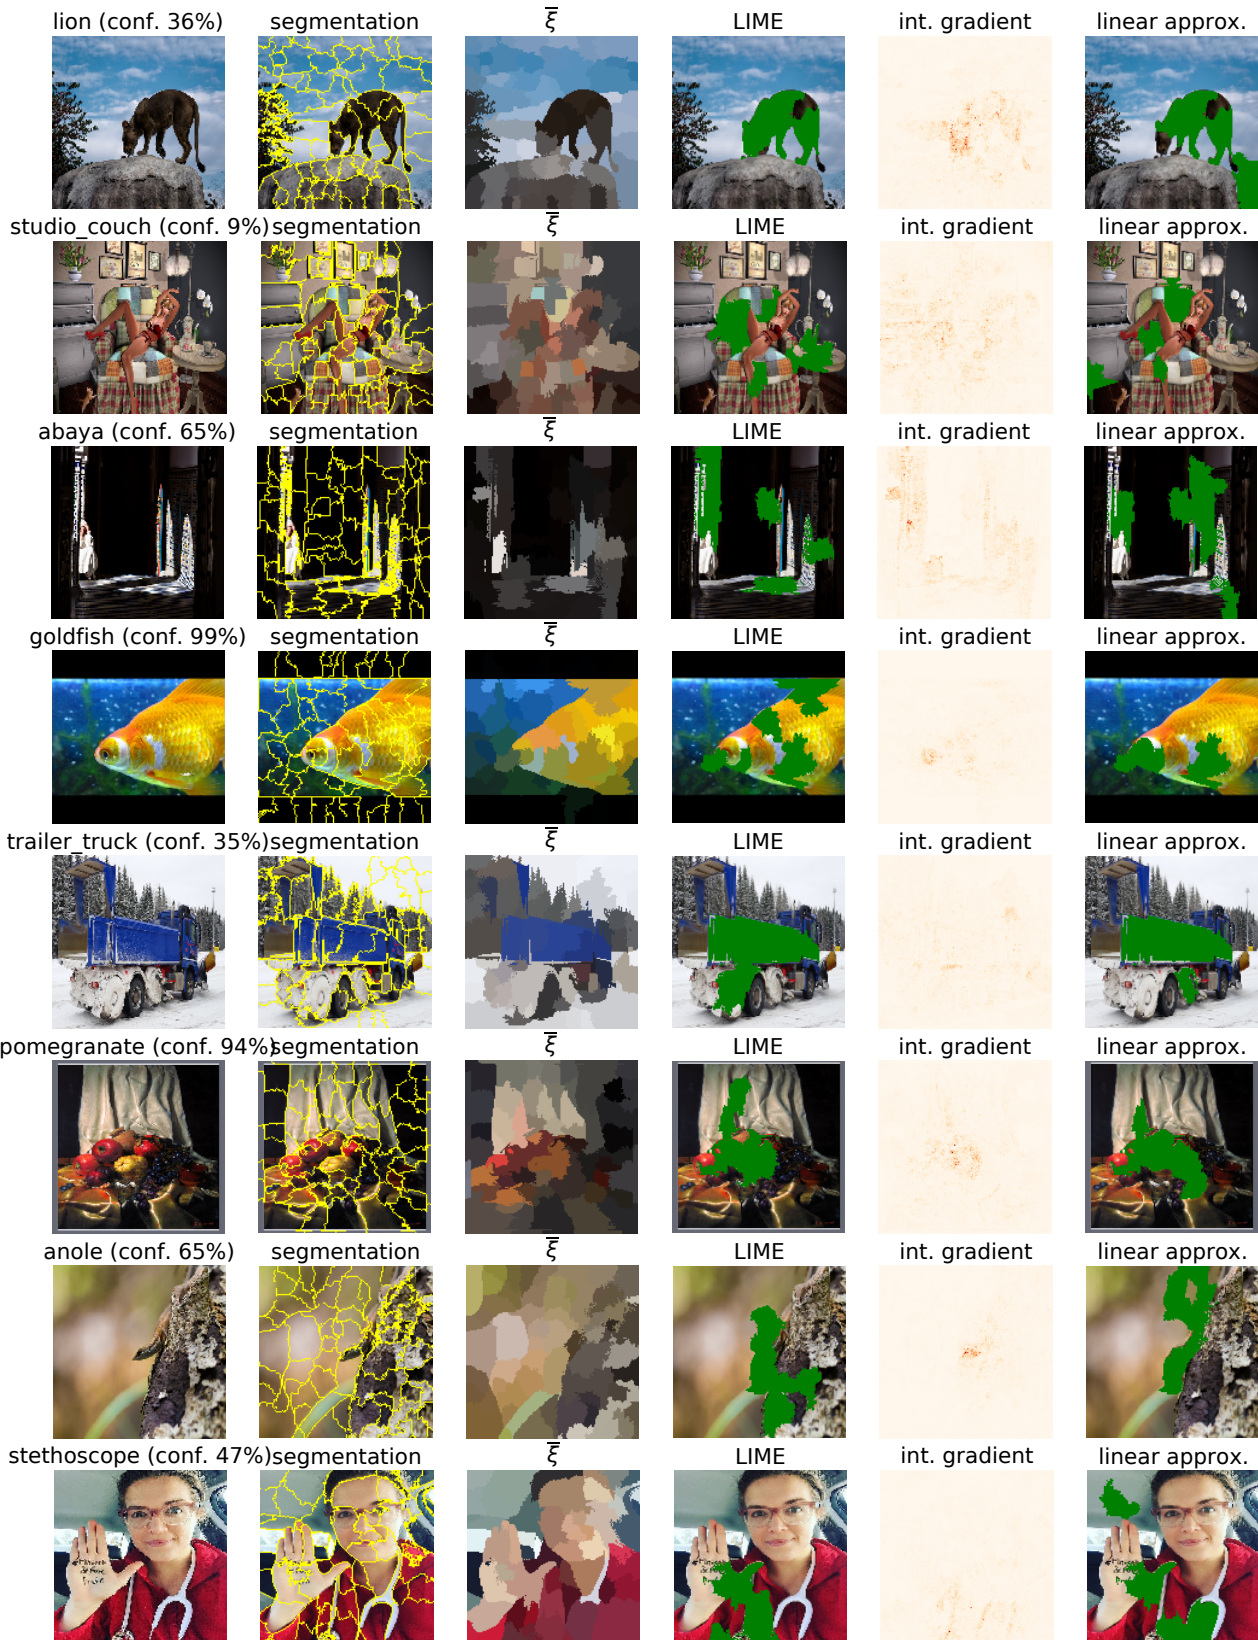 lion (conf. 36%) segmentation ξ̅ LIME int. gradient linear approx.
studio_couch (conf. 9%) segmentation ξ̅ LIME int. gradient linear approx.
abaya (conf. 65%) segmentation ξ̅ LIME int. gradient linear approx.
goldfish (conf. 99%) segmentation ξ̅ LIME int. gradient linear approx.
trailer_truck (conf. 35%) segmentation ξ̅ LIME int. gradient linear approx.
pomegranate (conf. 94%) segmentation ξ̅ LIME int. gradient linear approx.
anole (conf. 65%) segmentation ξ̅ LIME int. gradient linear approx.
stethoscope (conf. 47%) segmentation ξ̅ LIME int. gradient linear approx.